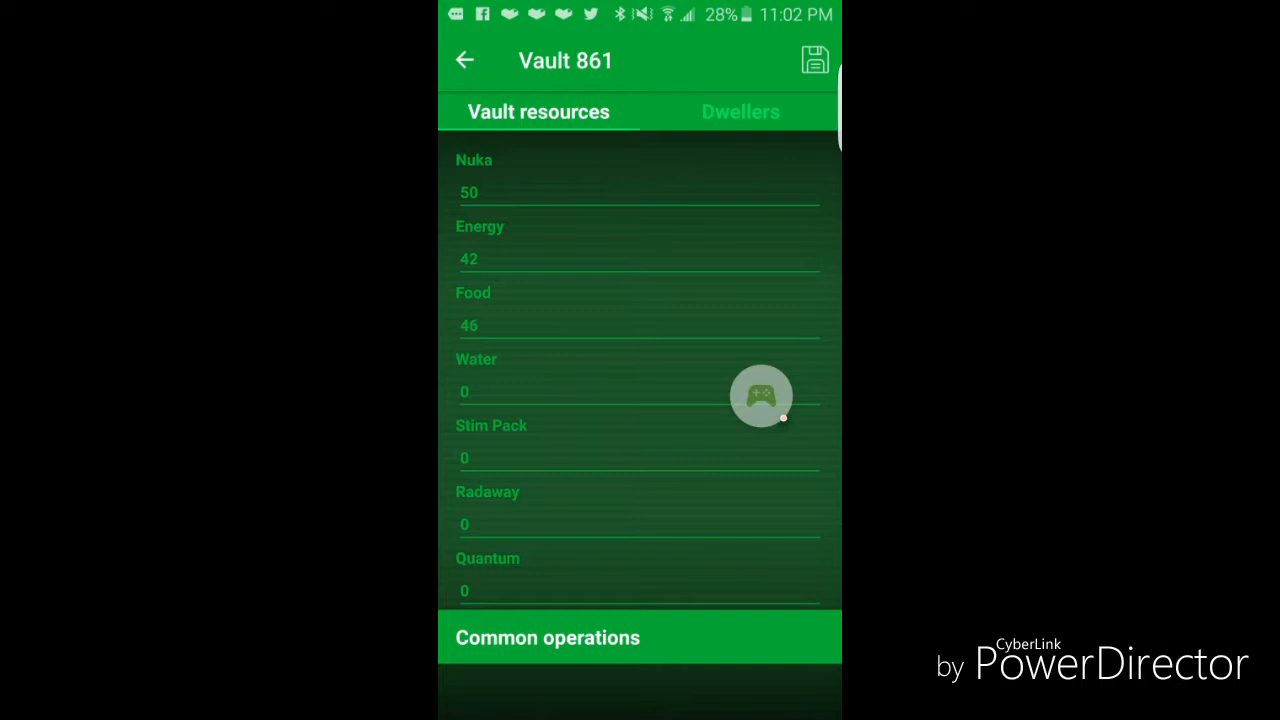 28% 11:02 PM
Vault 861
Vault resources Dwellers
Nuka
50
Energy
42
Food
46
Water
0
Stim Pack
0
Radaway
0
Quantum
0
Common operations
CyberLink
by PowerDirector